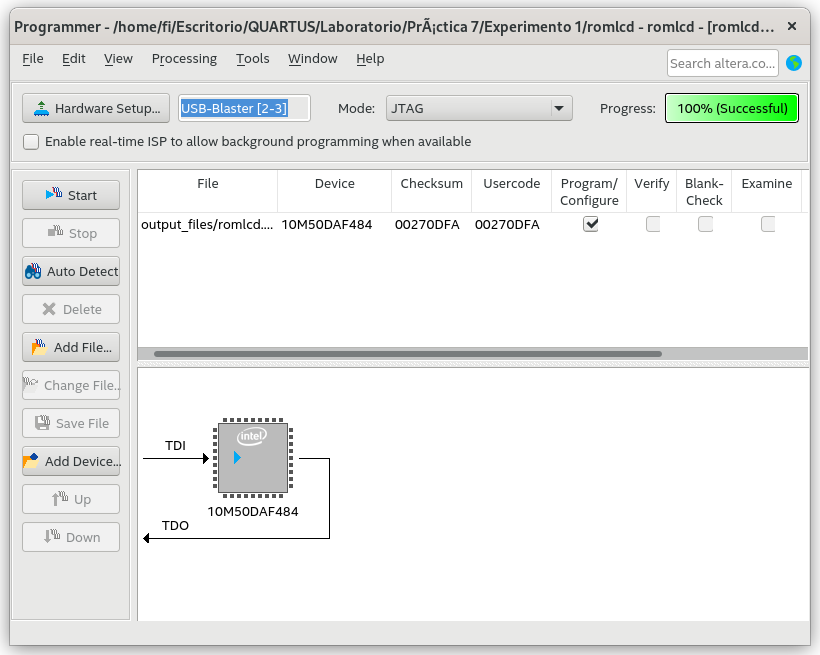 Programmer - /home/fi/Escritorio/QUARTUS/Laboratorio/PrÃ¡ctica 7/Experimento 1/romlcd - romlcd - [romlcd...
File Edit View Processing Tools Window Help
Search altera.co...
Hardware Setup... USB-Blaster [2-3] Mode: JTAG Progress: 100% (Successful)
Enable real-time ISP to allow background programming when available
Start
Stop
Auto Detect
Delete
Add File...
Change File..
Save File
Add Device...
Up
Down
File Device Checksum Usercode Program/ Verify Blank- Examine
Configure Check
output_files/romlcd.... 10M50DAF484 00270DFA 00270DFA
intel
TDI
10M50DAF484
TDO